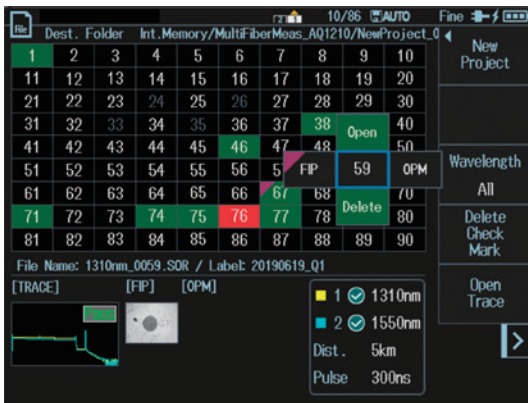 File 10/86 AUTO Fine
Dest. Folder Int.Memory/MultiFiberMeas_AQ1210/NewProject_0
New Project
1 2 3 4 5 6 7 8 9 10
11 12 13 14 15 16 17 18 19 20
21 22 23 24 25 26 27 28 29 30
31 32 33 34 35 36 37 38 Open 40
41 42 43 44 45 46 47 48 50
51 52 53 54 55 56 5 FIP 59 OPM
Wavelength
All
61 62 63 64 65 66 67 68 Delete 70
71 72 73 74 75 76 77 78 80
81 82 83 84 85 86 87 88 89 90
Delete Check Mark
File Name: 1310nm_0059.SOR / Label: 20190619_Q1
[TRACE] [FIP] [OPM]
Open Trace
Pass
1 1310nm
2 1550nm
Dist. 5km
Pulse 300ns